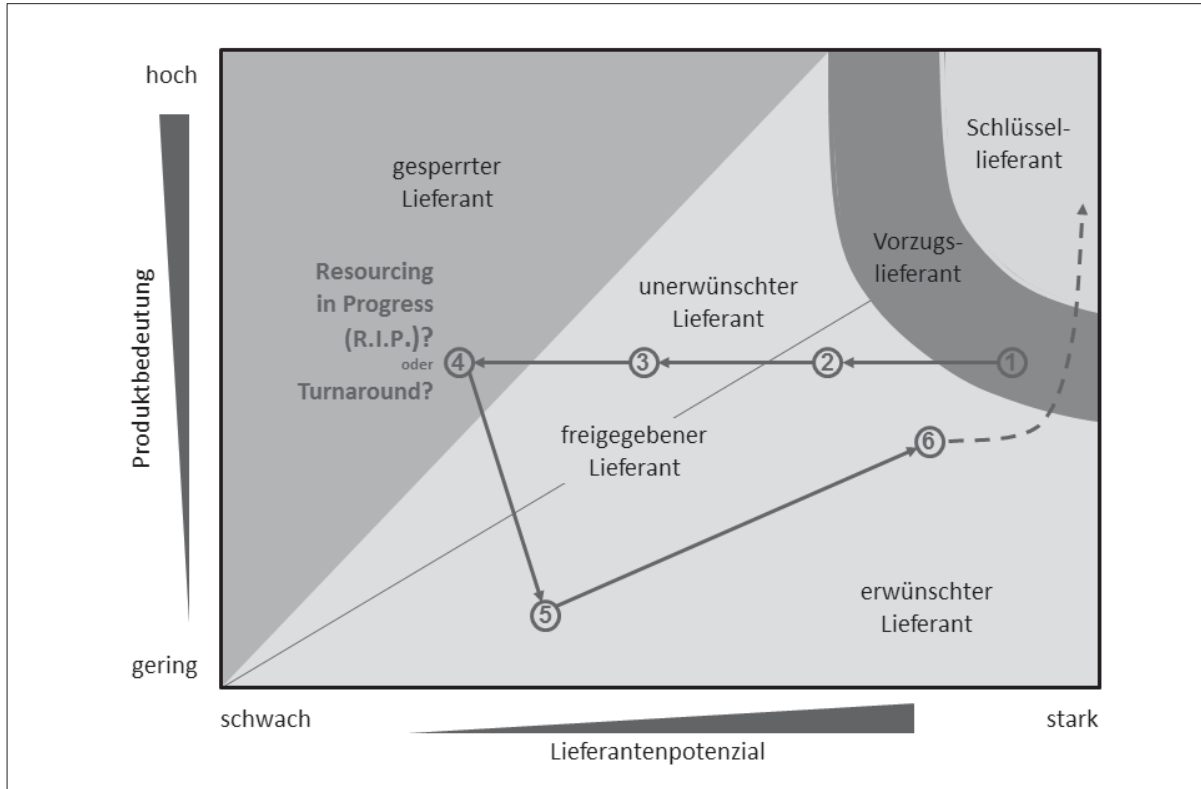 hoch
Schlüssel-
lieferant
gesperrter
Lieferant
Vorzugs-
lieferant
Resourcing
in Progress
(R.I.P.)?
oder
Turnaround?
unerwünschter
Lieferant
4
3
2
1
Produktbedeutung
freigegebener
Lieferant
6
5
erwünschter
Lieferant
gering
schwach
stark
Lieferantenpotenzial